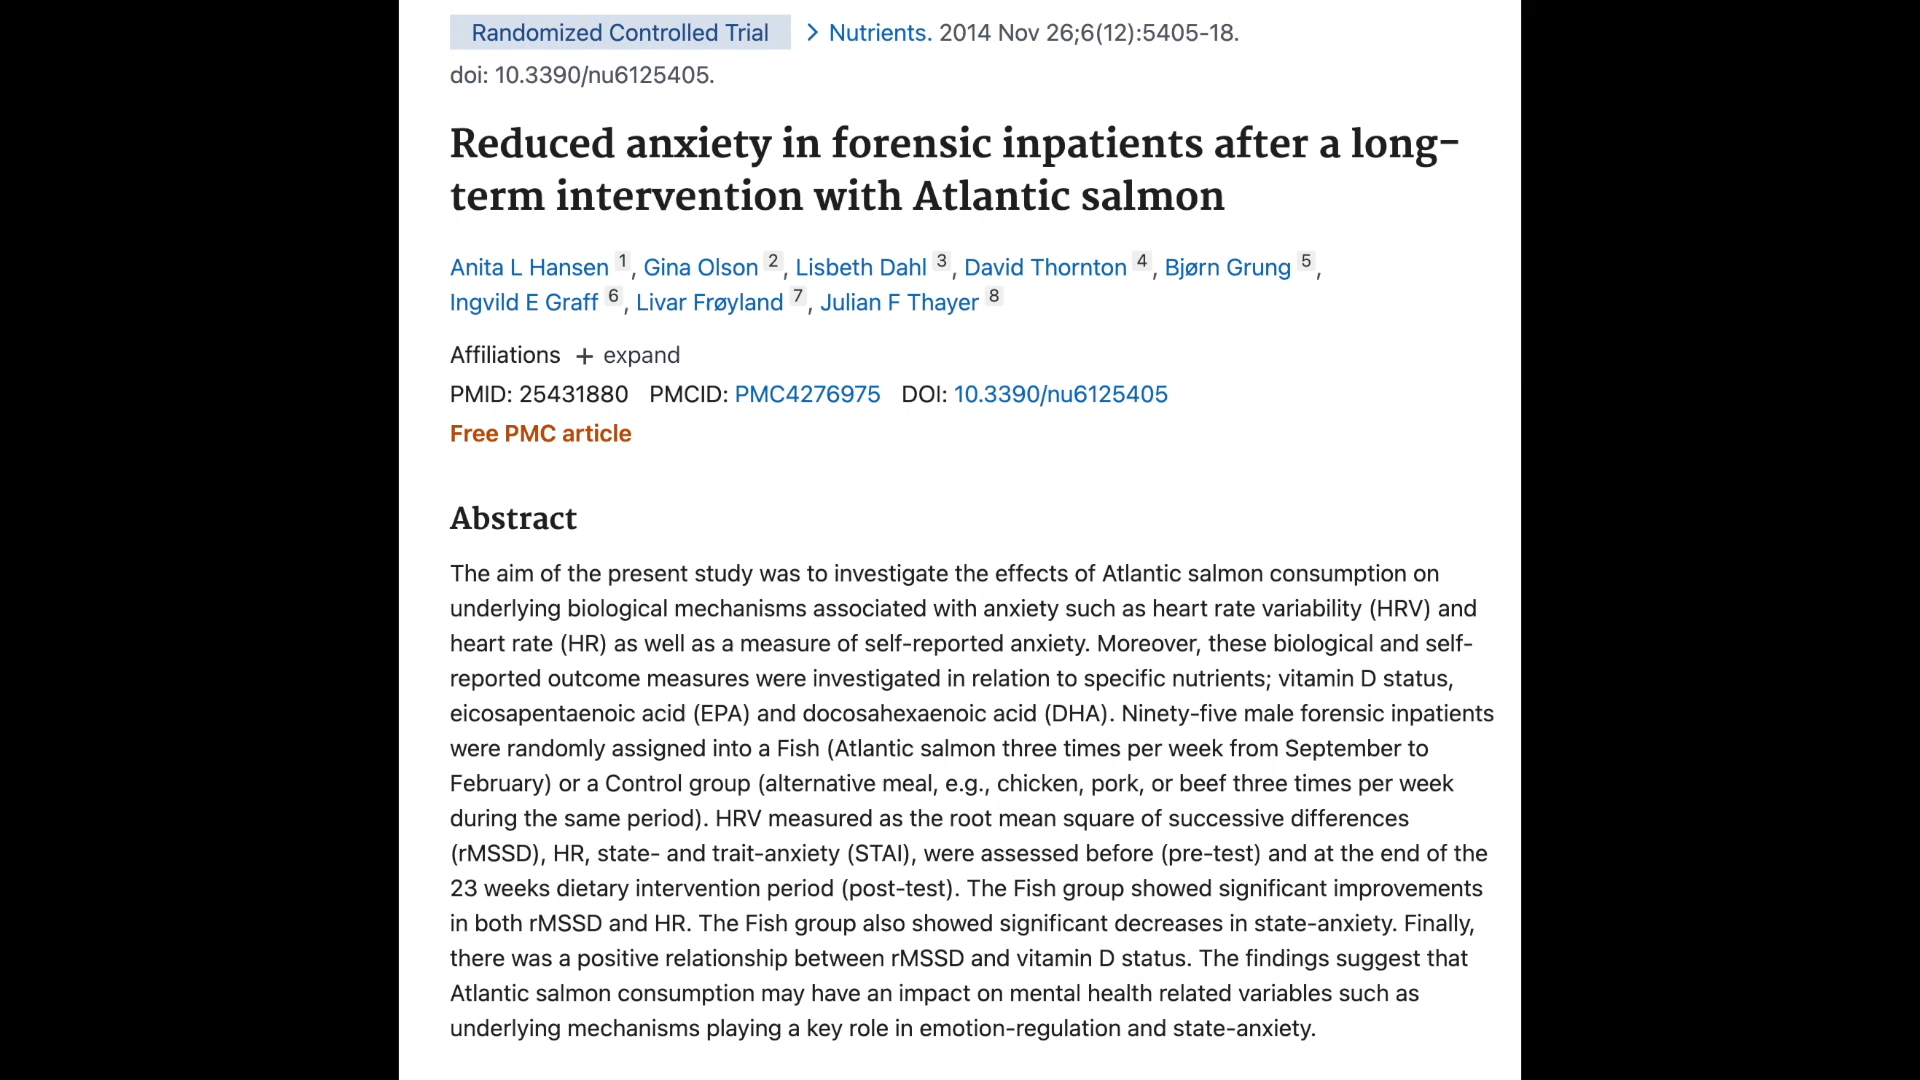 Randomized Controlled Trial > Nutrients. 2014 Nov 26;6(12):5405-18.
doi: 10.3390/nu6125405.
Reduced anxiety in forensic inpatients after a long-
term intervention with Atlantic salmon
Anita L Hansen 1, Gina Olson 2, Lisbeth Dahl 3, David Thornton 4, Bjørn Grung 5,
Ingvild E Graff 6, Livar Frøyland 7, Julian F Thayer 8
Affiliations + expand
PMID: 25431880 PMCID: PMC4276975 DOI: 10.3390/nu6125405
Free PMC article
Abstract
The aim of the present study was to investigate the effects of Atlantic salmon consumption on
underlying biological mechanisms associated with anxiety such as heart rate variability (HRV) and
heart rate (HR) as well as a measure of self-reported anxiety. Moreover, these biological and self-
reported outcome measures were investigated in relation to specific nutrients; vitamin D status,
eicosapentaenoic acid (EPA) and docosahexaenoic acid (DHA). Ninety-five male forensic inpatients
were randomly assigned into a Fish (Atlantic salmon three times per week from September to
February) or a Control group (alternative meal, e.g., chicken, pork, or beef three times per week
during the same period). HRV measured as the root mean square of successive differences
(rMSSD), HR, state- and trait-anxiety (STAI), were assessed before (pre-test) and at the end of the
23 weeks dietary intervention period (post-test). The Fish group showed significant improvements
in both rMSSD and HR. The Fish group also showed significant decreases in state-anxiety. Finally,
there was a positive relationship between rMSSD and vitamin D status. The findings suggest that
Atlantic salmon consumption may have an impact on mental health related variables such as
underlying mechanisms playing a key role in emotion-regulation and state-anxiety.